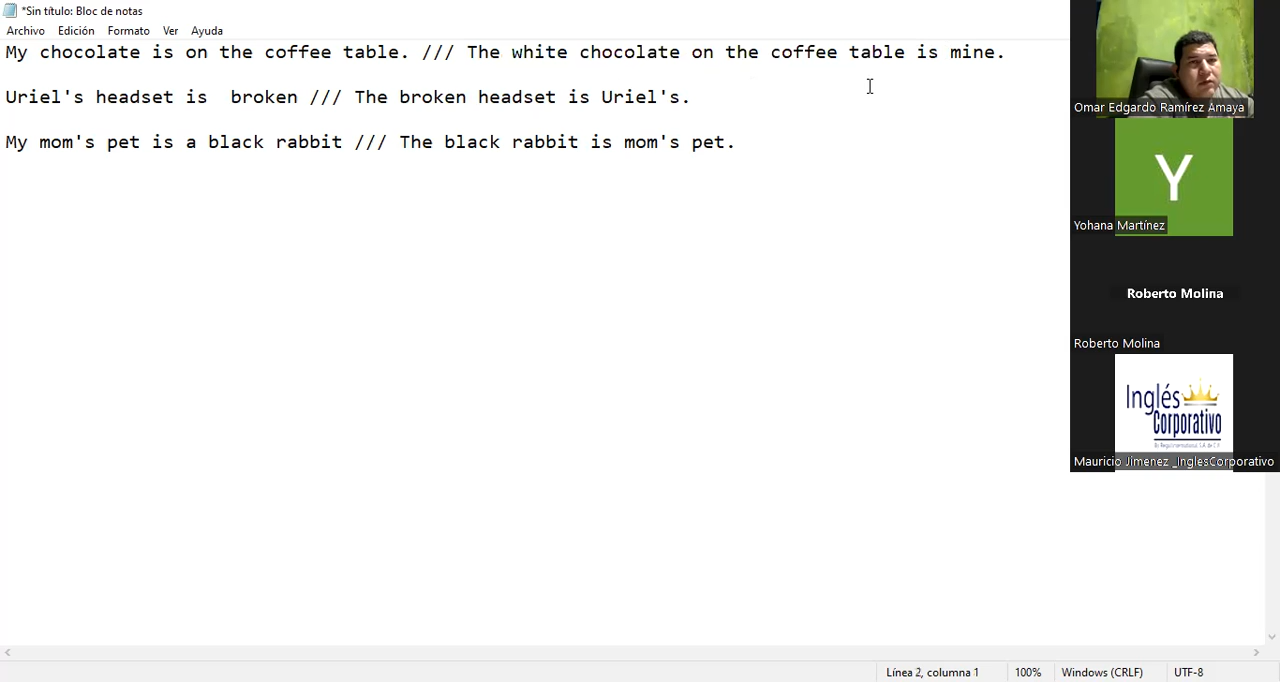 *Sin título: Bloc de notas
Archivo Edición Formato Ver Ayuda
My chocolate is on the coffee table. /// The white chocolate on the coffee table is mine.
Uriel's headset is  broken /// The broken headset is Uriel's.
My mom's pet is a black rabbit /// The black rabbit is mom's pet.
Omar Edgardo Ramírez Amaya
Y
Yohana Martínez
Roberto Molina
Roberto Molina
Inglés
Corporativo
Mauricio Jimenez _InglesCorporativo
Línea 2, columna 1 100% Windows (CRLF) UTF-8